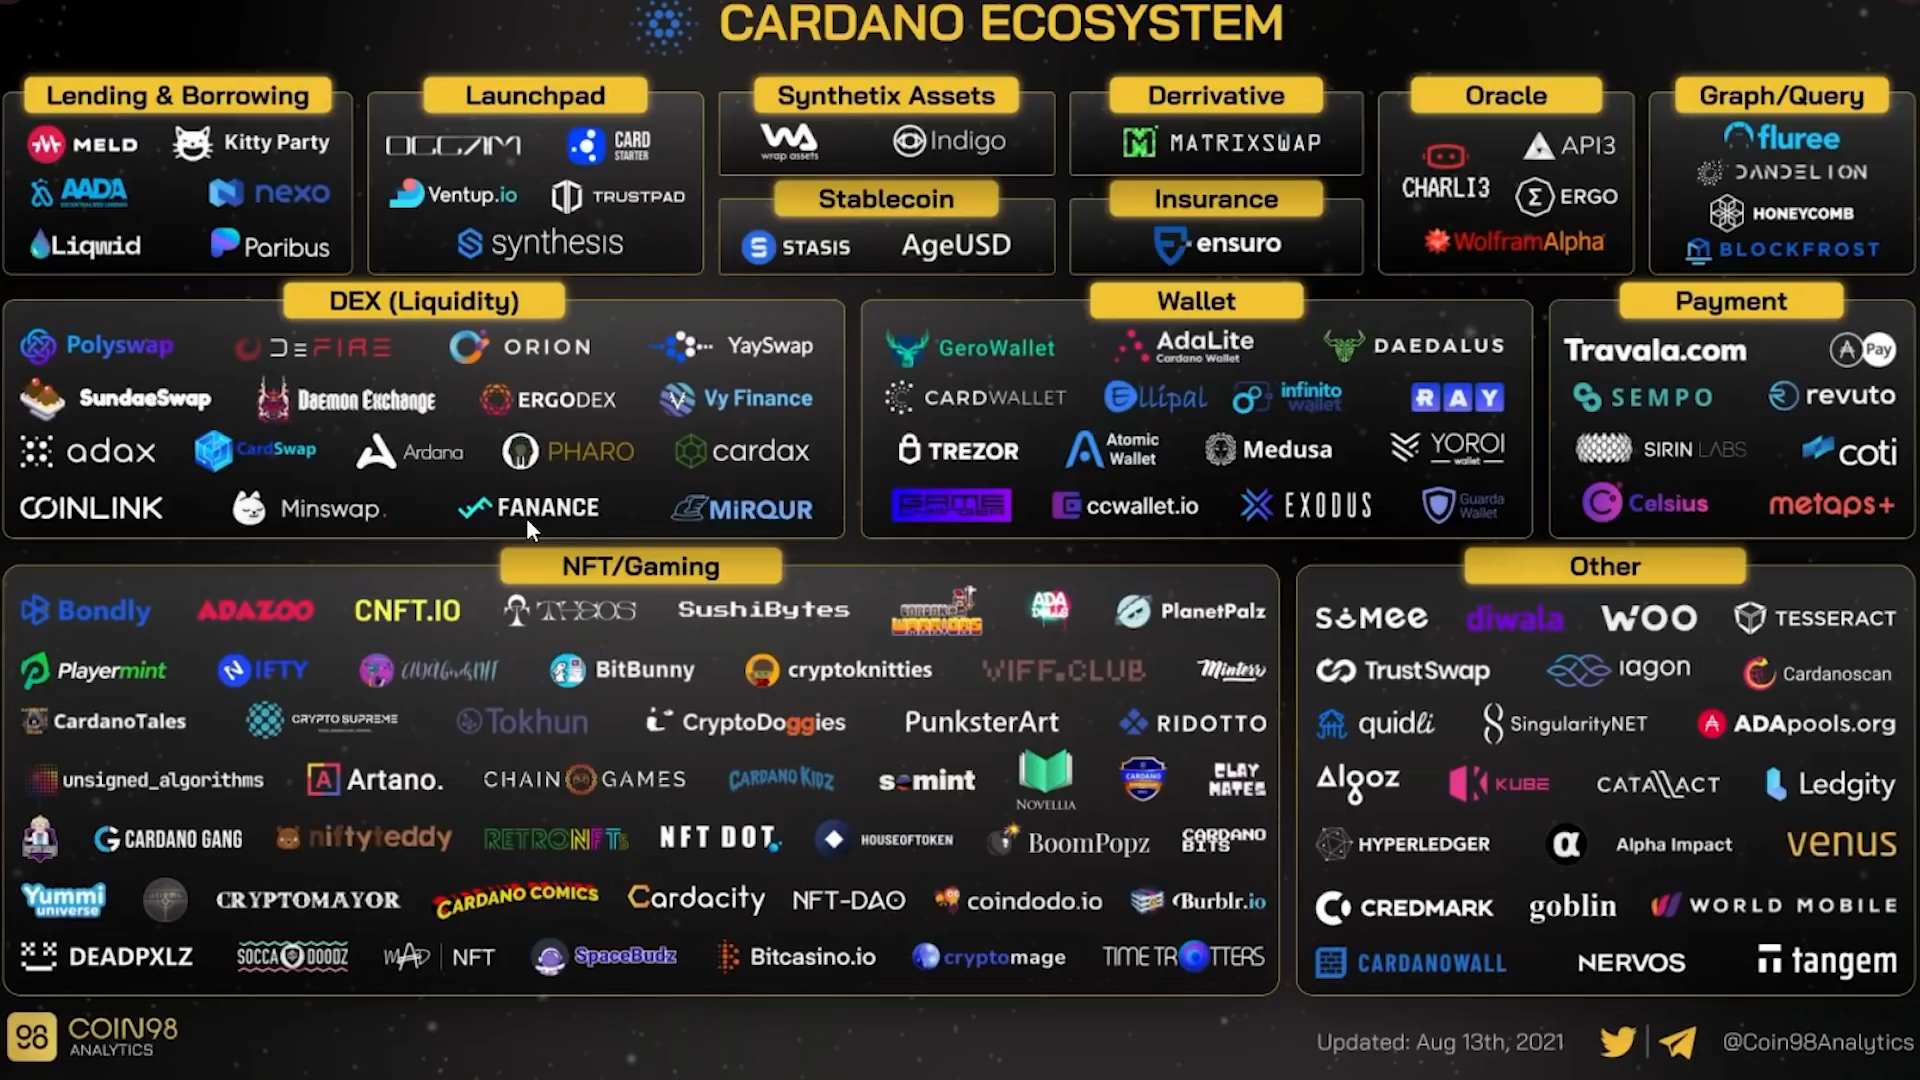 CARDANO ECOSYSTEM
Lending & Borrowing
MELD
Kitty Party
AADA
nexo
Liqwid
Paribus
Launchpad
OCCAM
CARD
STARTER
Ventup.io
TRUSTPAD
synthesis
Synthetix Assets
wrap assets
Indigo
Stablecoin
STASIS
AgeUSD
Derrivative
MATRIXSWAP
Insurance
ensuro
Oracle
API3
CHARLI3
ERGO
WolframAlpha
Graph/Query
fluree
DANDELION
HONEYCOMB
BLOCKFROST
DEX (Liquidity)
Polyswap
DEFIRE
ORION
YaySwap
SundaeSwap
Daemon Exchange
ERGODEX
Vy Finance
adax
CardSwap
Ardana
PHARO
cardax
COINLINK
Minswap.
FANANCE
MiRQUR
Wallet
GeroWallet
AdaLite
Cardano Wallet
DAEDALUS
CARDWALLET
Ellipal
infinito
wallet
RAY
TREZOR
Atomic
Wallet
Medusa
YOROI
wallet
GAME
ccwallet.io
EXODUS
Guarda
Wallet
Payment
Travala.com
A Pay
SEMPO
revuto
SIRIN LABS
coti
Celsius
metaps+
NFT/Gaming
Bondly
ADAZOO
CNFT.IO
THEOS
SushiBytes
WARRIORS
ADA
PlanetPalz
Playermint
NIFTY
BitBunny
cryptoknitties
VIFF.CLUB
Minterr
CardanoTales
CRYPTO SUPREME
Tokhun
CryptoDoggies
PunksterArt
RIDOTTO
unsigned_algorithms
Artano.
CHAIN GAMES
CARDANO KIDZ
somint
NOVELLIA
CARDANO
CLAY
MATES
CARDANO GANG
niftyteddy
RETRONFTs
NFT DOT.
HOUSEOFTOKEN
BoomPopz
CARDANO
BITS
Yummi
universe
CRYPTOMAYOR
CARDANO COMICS
Cardacity
NFT-DAO
coindodo.io
Burblr.io
DEADPXLZ
SOCCA DOODZ
WAD | NFT
SpaceBudz
Bitcasino.io
cryptomage
TIME TROTTERS
Other
SOMEE
diwala
WOO
TESSERACT
TrustSwap
iagon
Cardanoscan
quidli
SingularityNET
ADApools.org
Algoz
KUBE
CATALLACT
Ledgity
HYPERLEDGER
Alpha Impact
venus
CREDMARK
goblin
WORLD MOBILE
CARDANOWALL
NERVOS
tangem
98 COIN98
ANALYTICS
Updated: Aug 13th, 2021
@Coin98Analytics